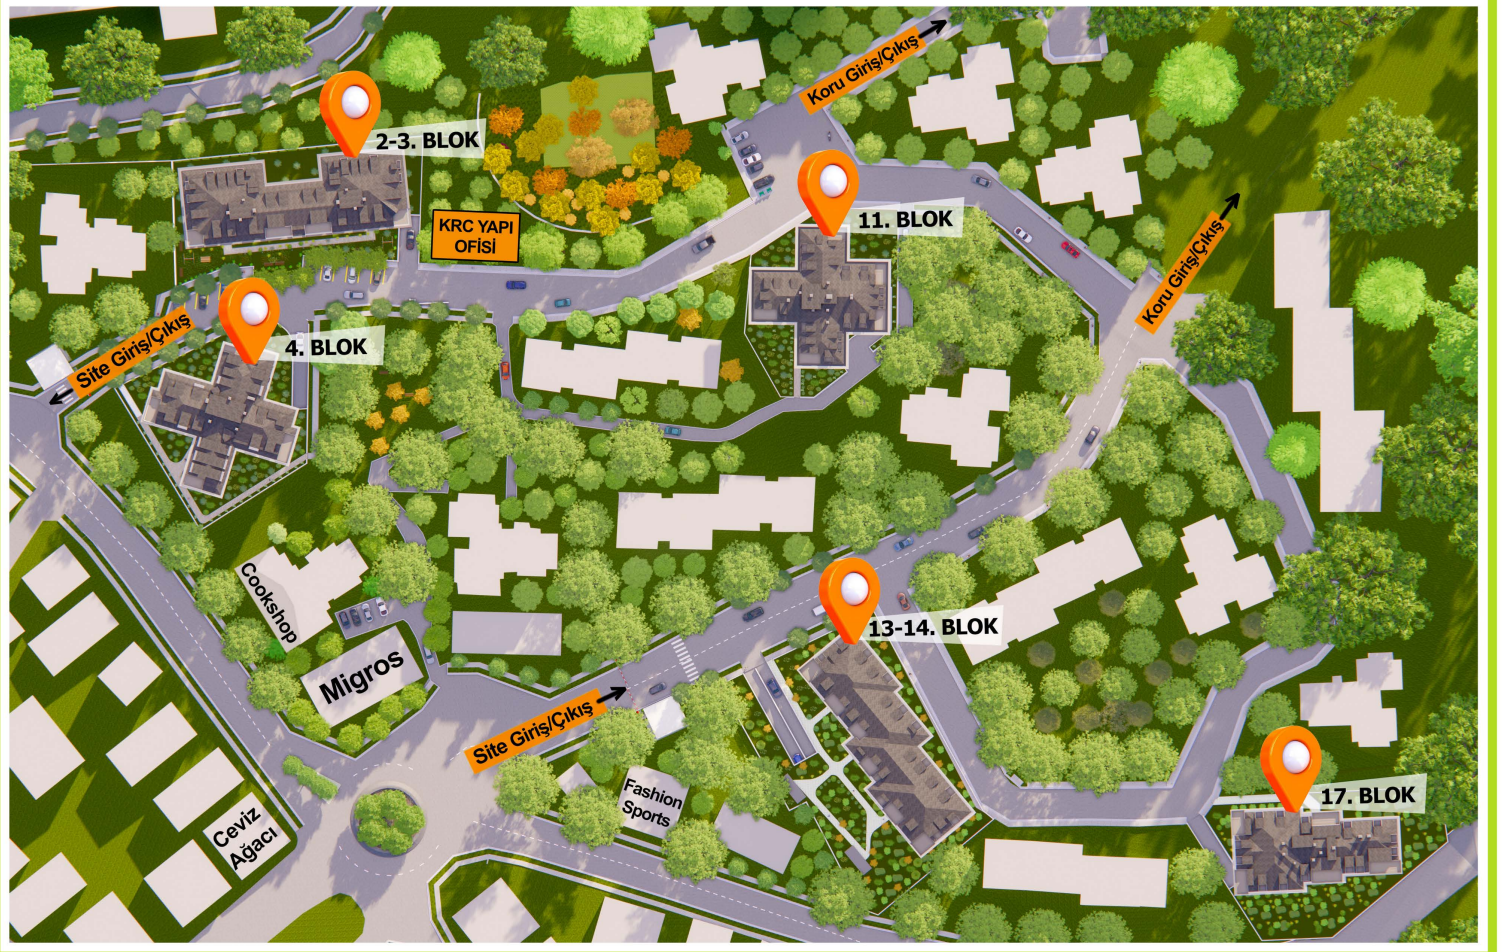 Koru Giriş/Çıkış
2-3. BLOK
KRC YAPI
OFİSİ
11. BLOK
Koru Giriş/Çıkış
Site Giriş/Çıkış
4. BLOK
Cookshop
Migros
13-14. BLOK
Site Giriş/Çıkış
Fashion
Sports
17. BLOK
Ceviz
Ağacı